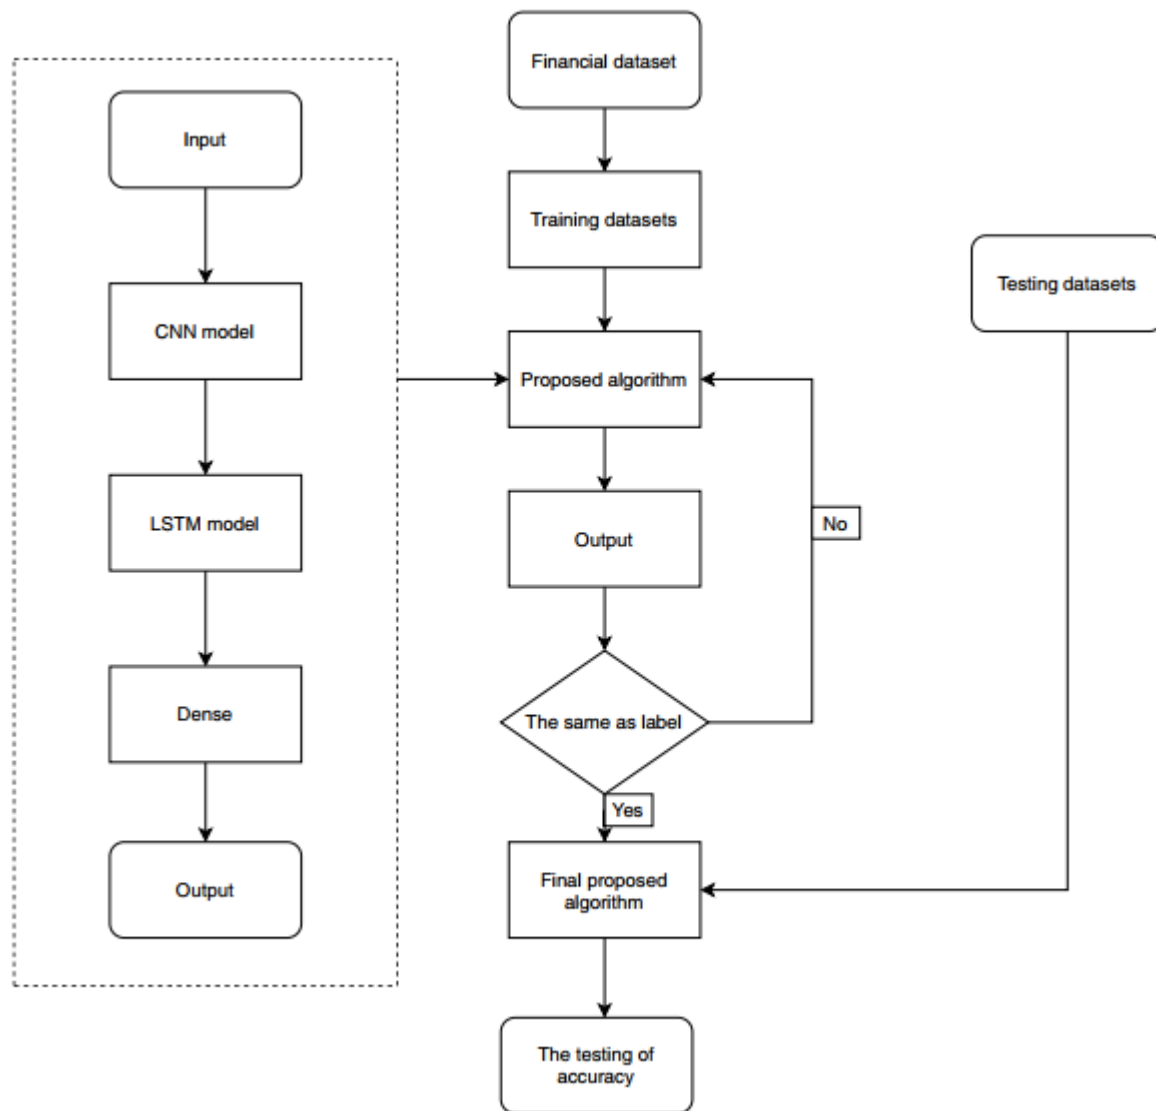 Input
CNN model
LSTM model
Dense
Output
Financial dataset
Training datasets
Proposed algorithm
Output
No
The same as label
Yes
Final proposed
algorithm
The testing of
accuracy
Testing datasets